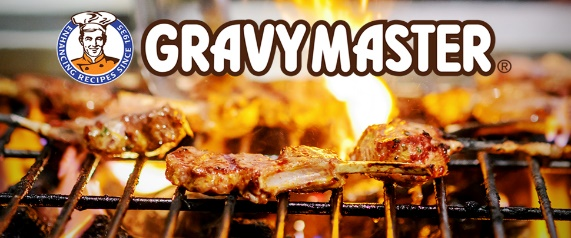 ENHANCING RECIPES SINCE 1935
GRAVYMASTER®